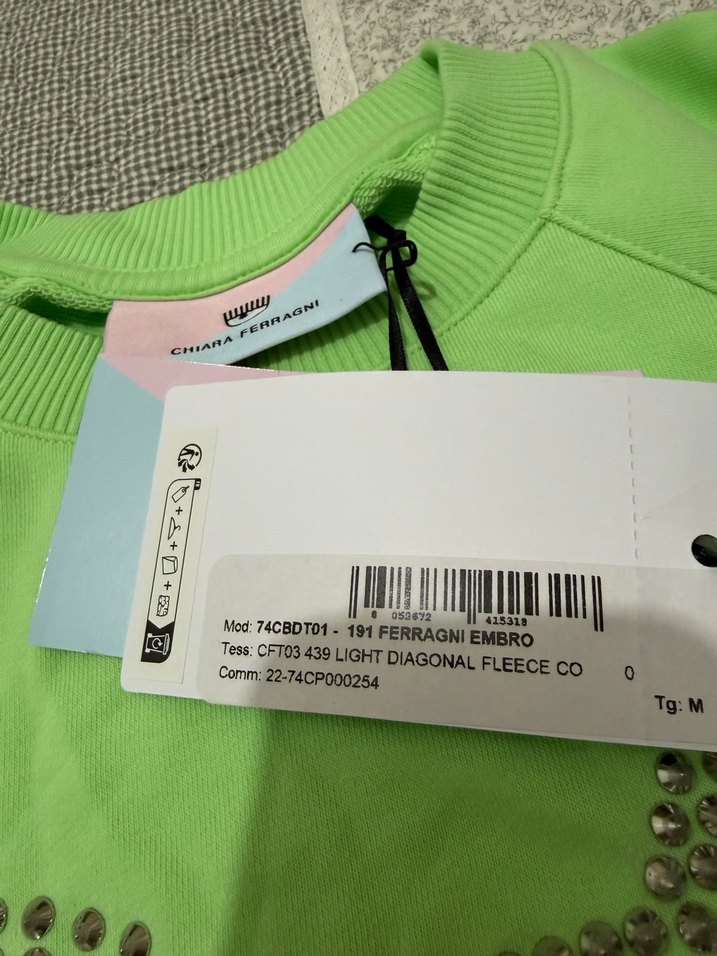 CHIARA FERRAGNI
8 053672 415318
Mod: 74CBDT01 - 191 FERRAGNI EMBRO
Tess: CFT03 439 LIGHT DIAGONAL FLEECE CO 0
Comm: 22-74CP000254
Tg: M